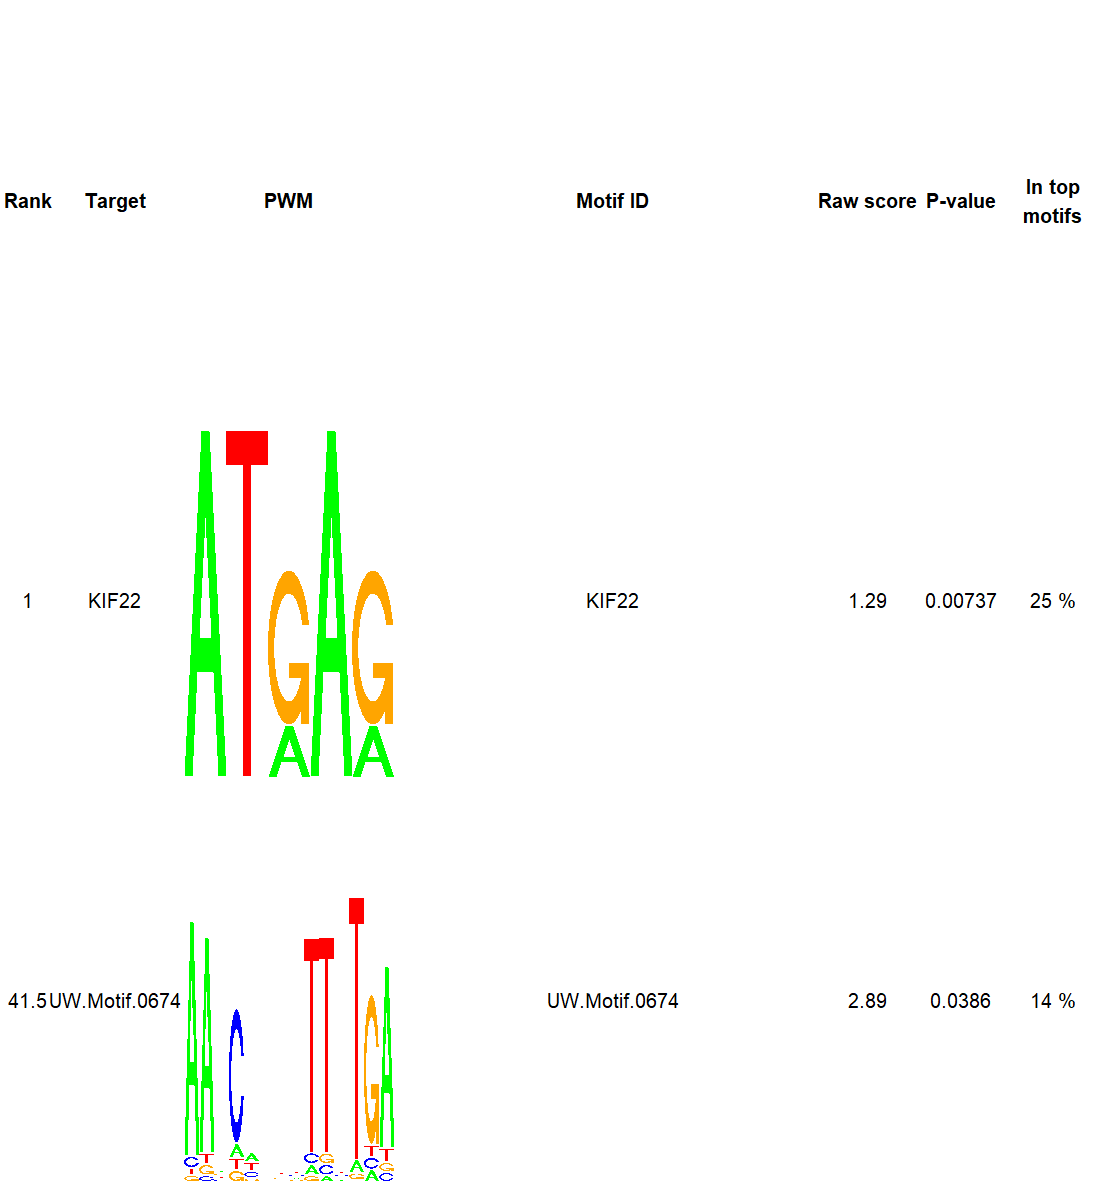 Rank Target PWM Motif ID Raw score P-value In top motifs
1 KIF22 ATGAG KIF22 1.29 0.00737 25 %
A A
41.5 UW.Motif.0674 UW.Motif.0674 2.89 0.0386 14 %